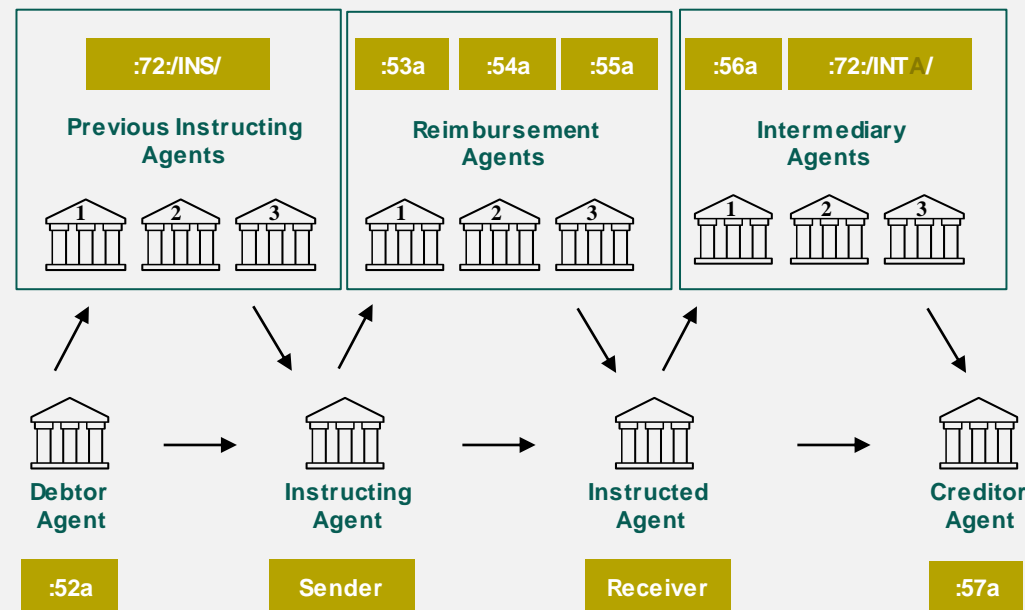 :72:/INS/
Previous Instructing
Agents
1 2 3
:53a :54a :55a
Reimbursement
Agents
1 2 3
:56a :72:/INTA/
Intermediary
Agents
1 2 3
Debtor
Agent
:52a
Instructing
Agent
Sender
Instructed
Agent
Receiver
Creditor
Agent
:57a